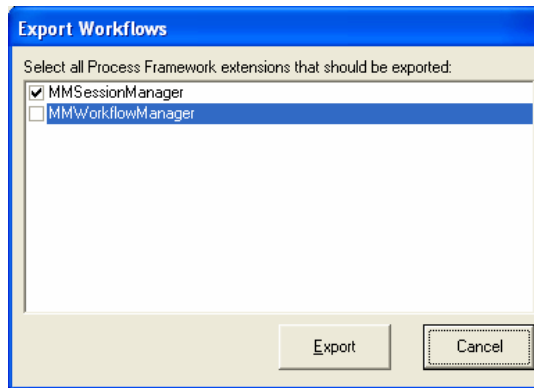 Export Workflows
Select all Process Framework extensions that should be exported:
MMSessionManager
MMWorkflowManager
Export
Cancel